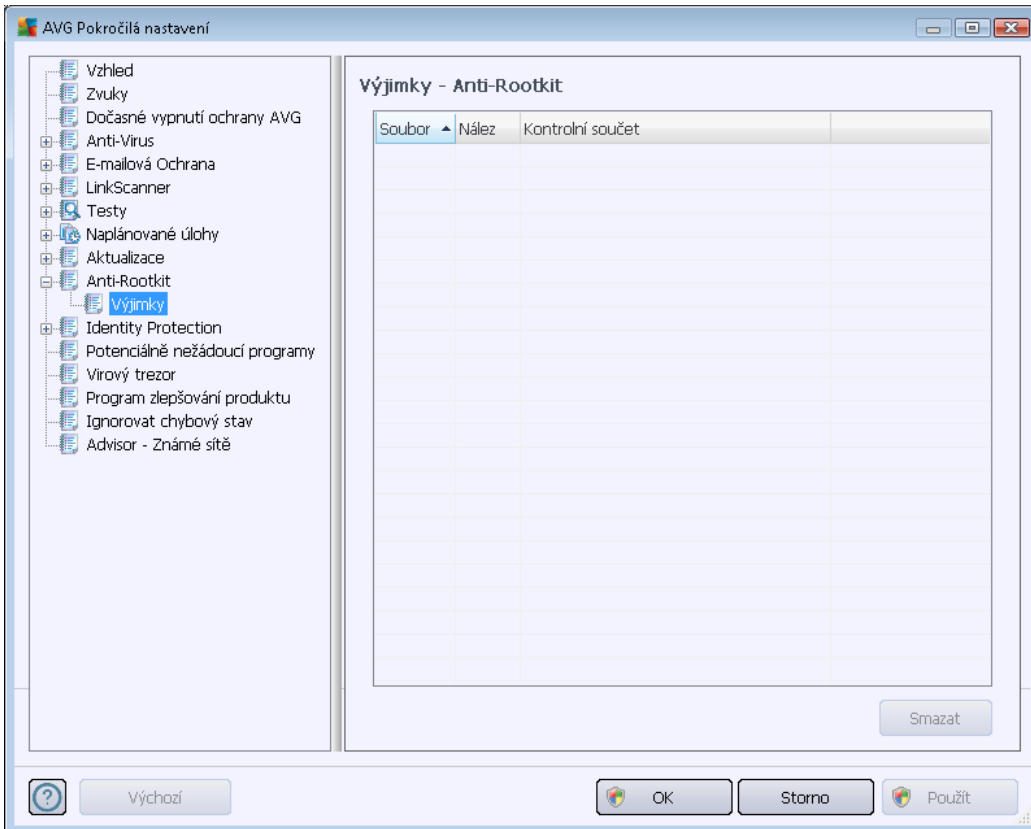 AVG Pokročilá nastavení
Vzhled
Zvuky
Dočasné vypnutí ochrany AVG
Anti-Virus
E-mailová Ochrana
LinkScanner
Testy
Naplánované úlohy
Aktualizace
Anti-Rootkit
Výjimky
Identity Protection
Potenciálně nežádoucí programy
Virový trezor
Program zlepšování produktu
Ignorovat chybový stav
Advisor - Známé sítě
Výjimky - Anti-Rootkit
Soubor Nález Kontrolní součet
Smazat
Výchozí OK Storno Použít